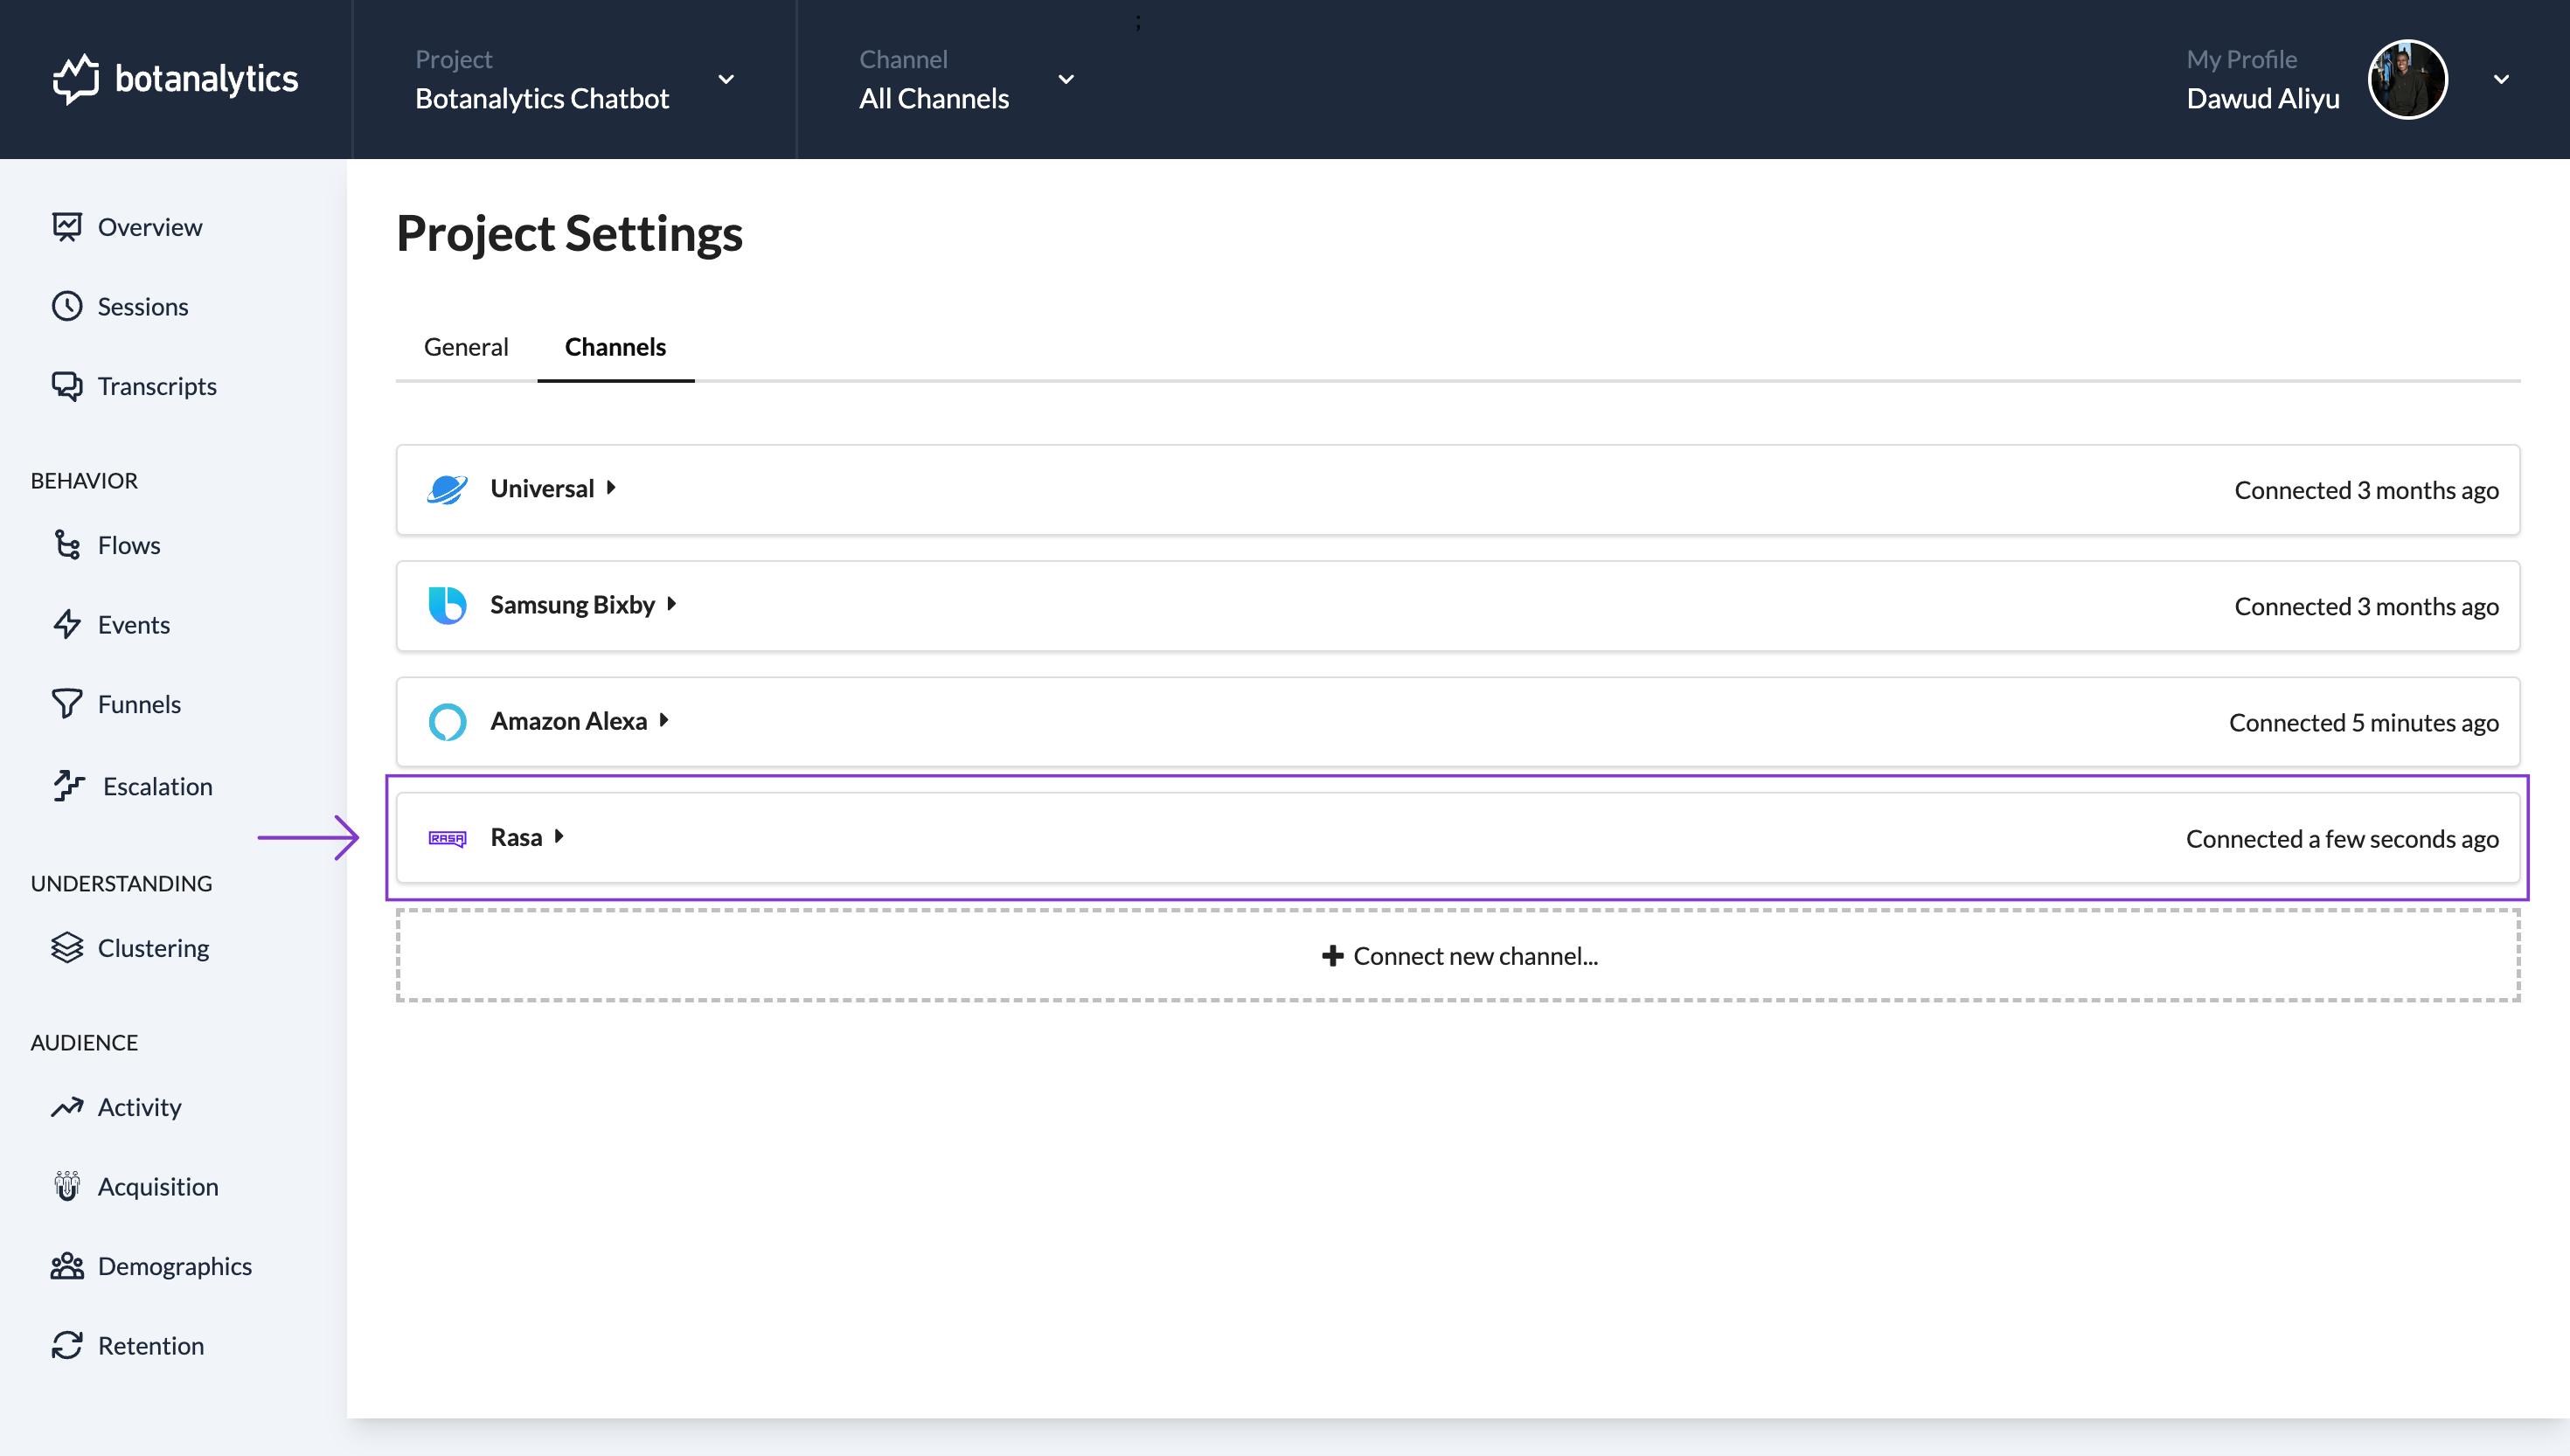 ;
botanalytics
Project
Botanalytics Chatbot
Channel
All Channels
My Profile
Dawud Aliyu
Overview
Sessions
Transcripts
BEHAVIOR
Flows
Events
Funnels
Escalation
UNDERSTANDING
Clustering
AUDIENCE
Activity
Acquisition
Demographics
Retention
Project Settings
General
Channels
Universal
Connected 3 months ago
Samsung Bixby
Connected 3 months ago
Amazon Alexa
Connected 5 minutes ago
RASA
Rasa
Connected a few seconds ago
Connect new channel...